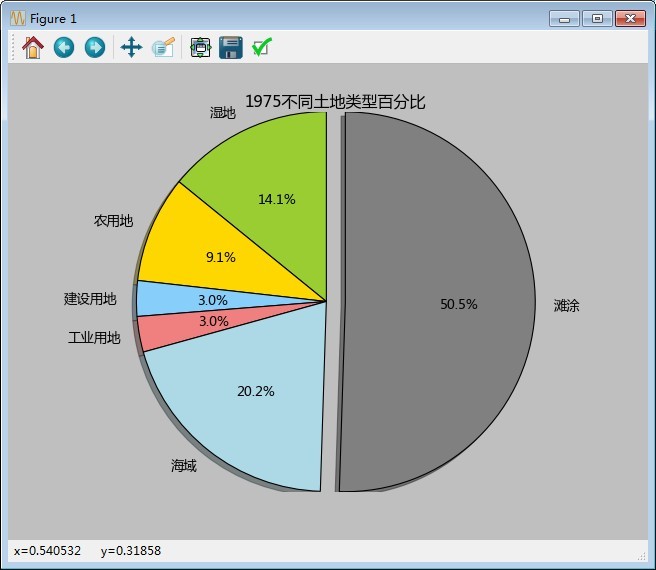 Figure 1
1975不同土地类型百分比
湿地
14.1%
农用地
9.1%
建设用地
3.0%
工业用地
3.0%
海域
20.2%
滩涂
50.5%
x=0.540532 y=0.31858